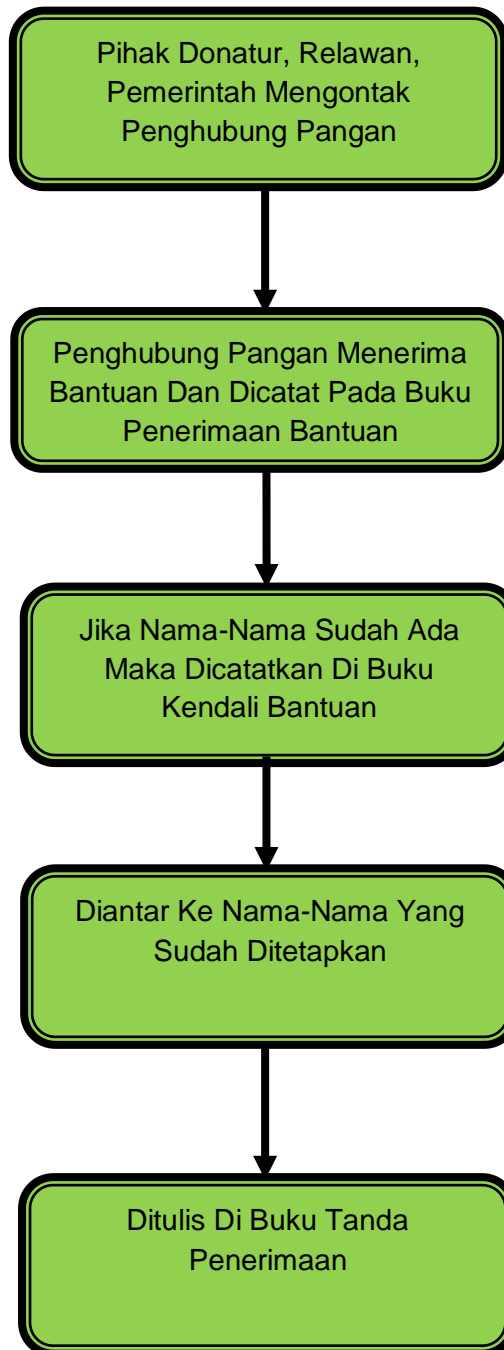 Pihak Donatur, Relawan,
Pemerintah Mengontak
Penghubung Pangan
Penghubung Pangan Menerima
Bantuan Dan Dicatat Pada Buku
Penerimaan Bantuan
Jika Nama-Nama Sudah Ada
Maka Dicatatkan Di Buku
Kendali Bantuan
Diantar Ke Nama-Nama Yang
Sudah Ditetapkan
Ditulis Di Buku Tanda
Penerimaan